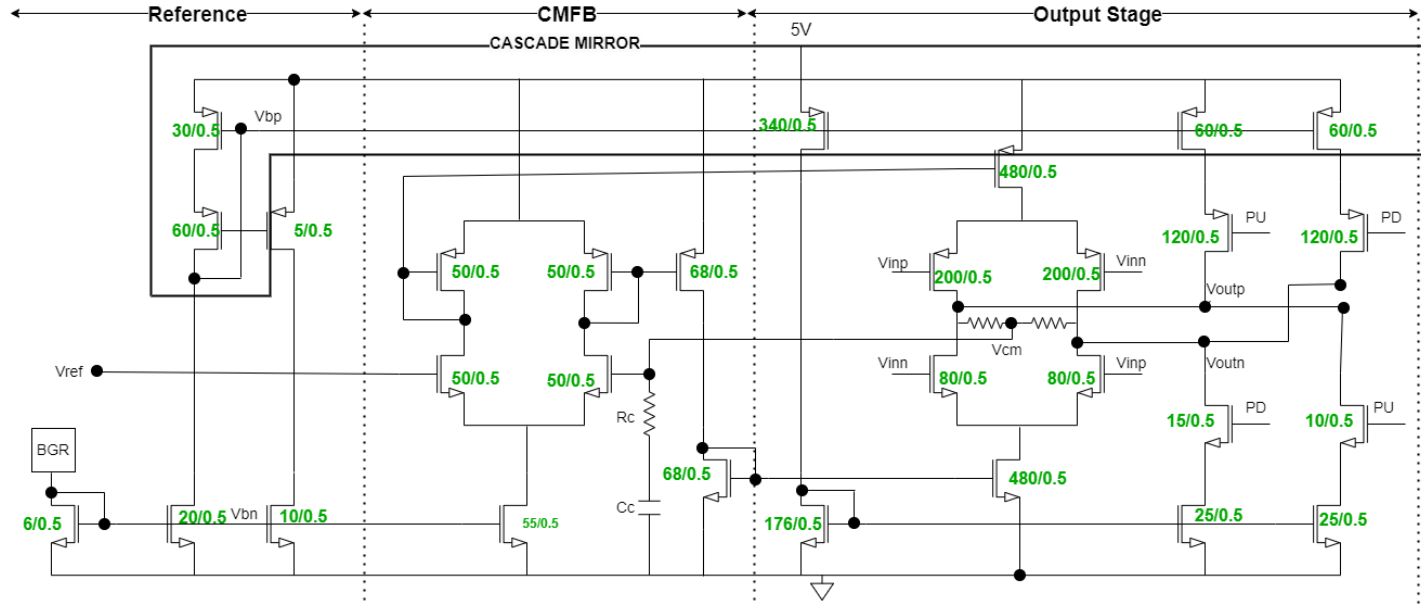 Reference CMFB Output Stage
5V
CASCADE MIRROR
30/0.5 Vbp 340/0.5 60/0.5 60/0.5
480/0.5
60/0.5 5/0.5 PU PD
120/0.5 120/0.5
50/0.5 50/0.5 68/0.5 Vinp 200/0.5 200/0.5 Vinn
Voutp
Vcm
Vref 50/0.5 50/0.5 Vinn 80/0.5 80/0.5 Vinp Voutn
Rc 15/0.5 PD 10/0.5 PU
BGR
68/0.5 480/0.5
Cc
6/0.5 20/0.5 Vbn 10/0.5 55/0.5 176/0.5 25/0.5 25/0.5